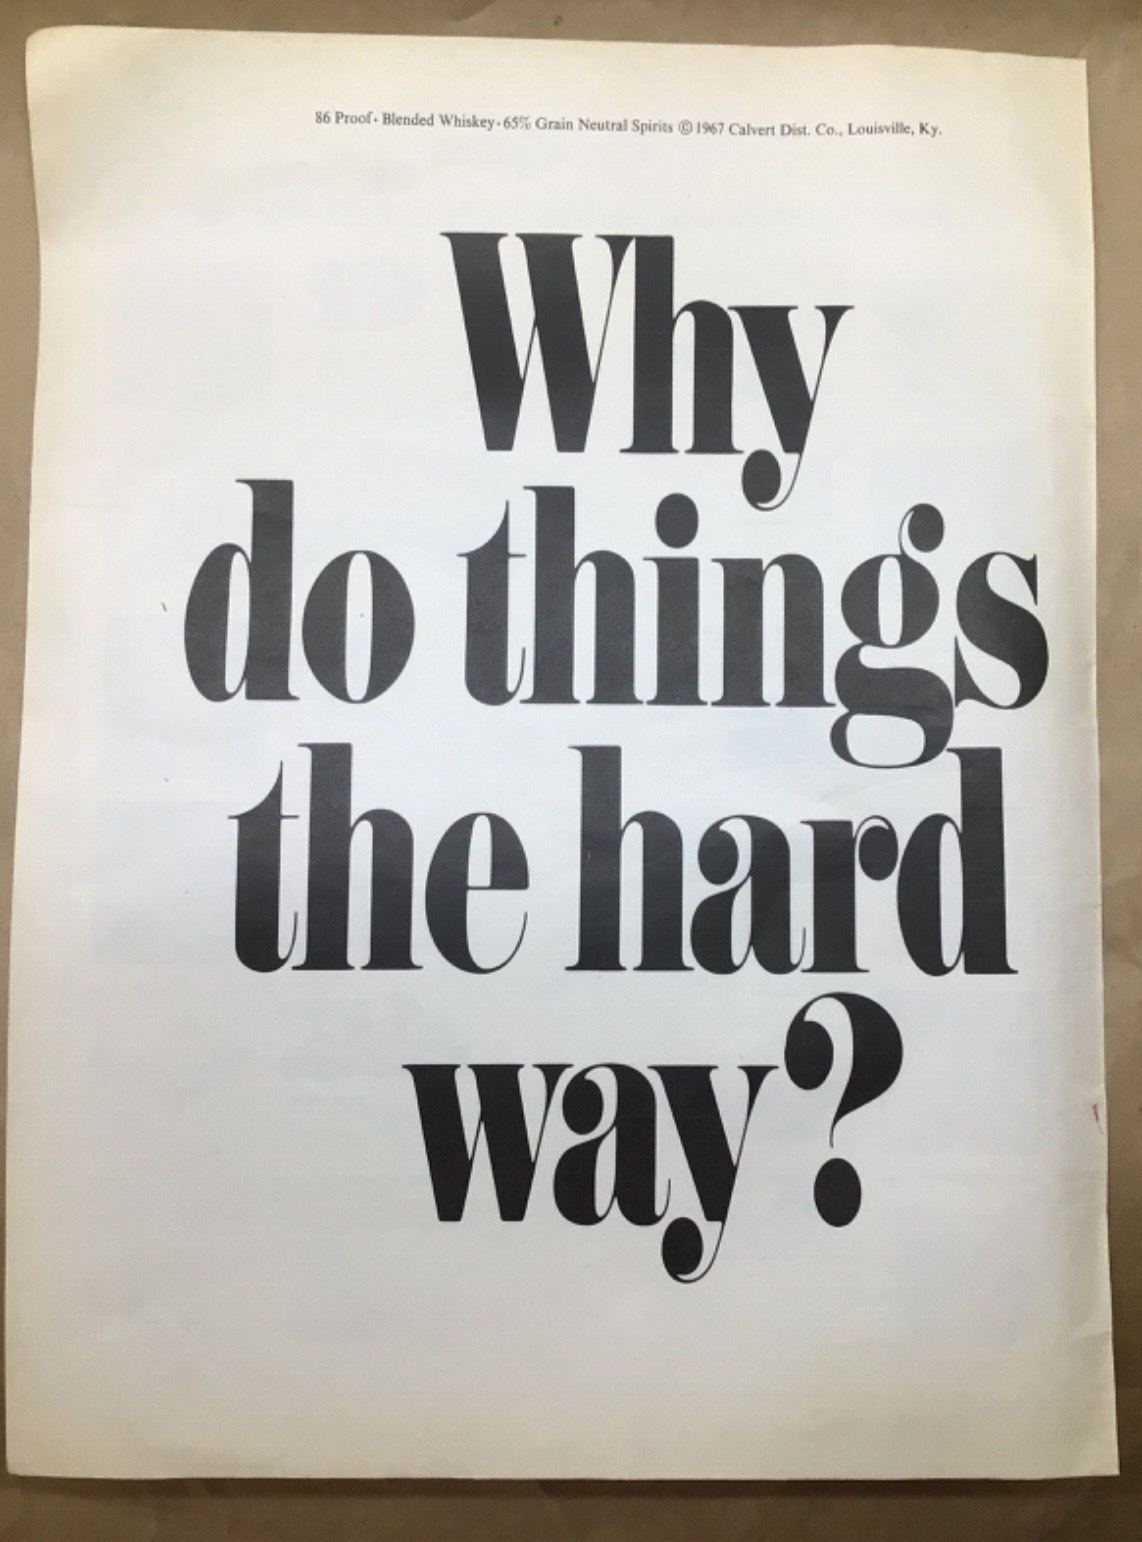 86 Proof • Blended Whiskey • 65% Grain Neutral Spirits © 1967 Calvert Dist. Co., Louisville, Ky.
Why
do things
the hard
way?